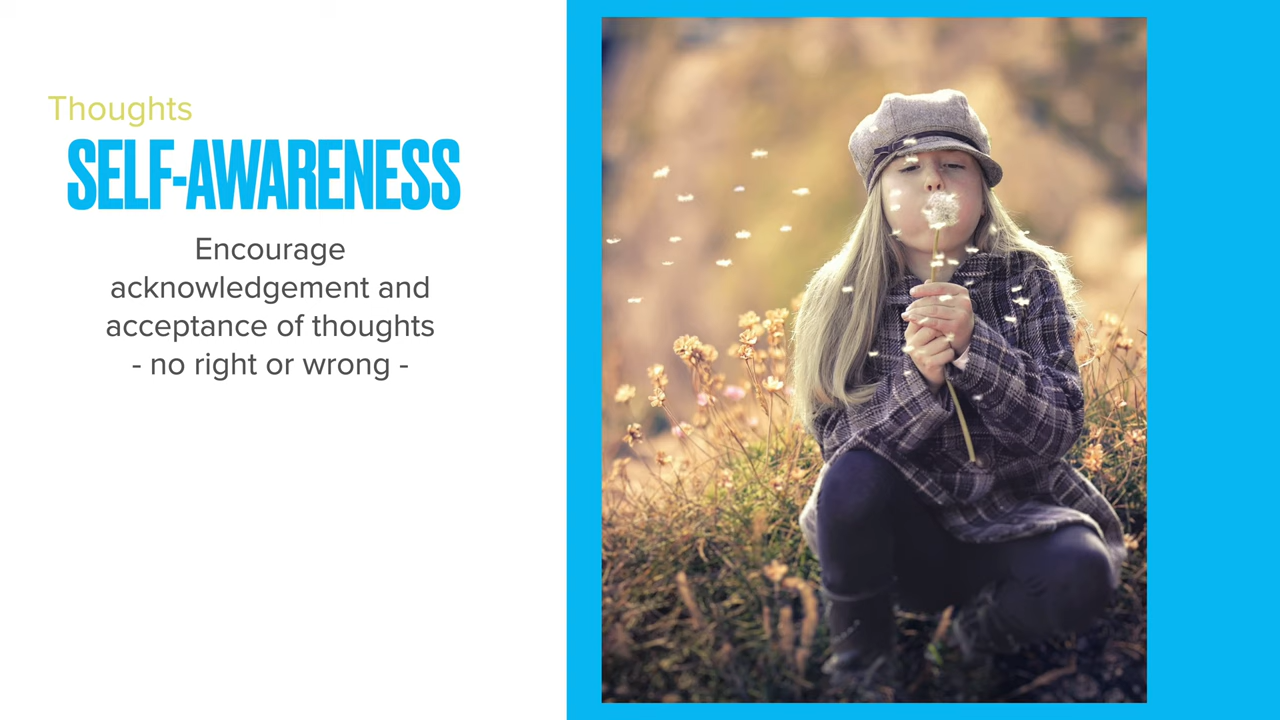 Thoughts
SELF-AWARENESS
Encourage
acknowledgement and
acceptance of thoughts
- no right or wrong -